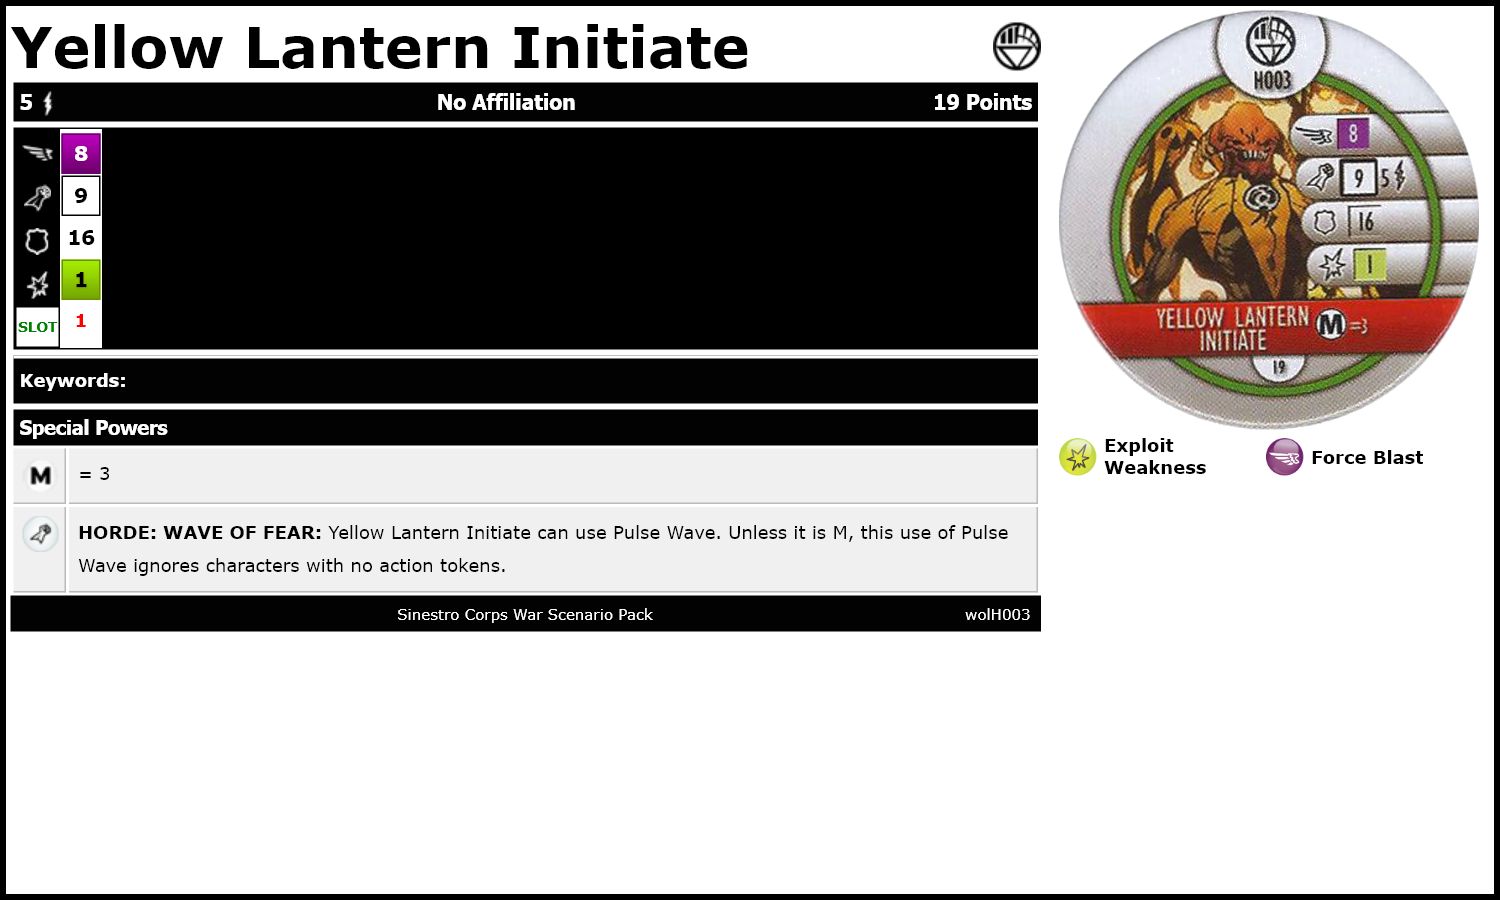 Yellow Lantern Initiate
5 No Affiliation 19 Points
8
9
16
1
SLOT 1
Keywords:
Special Powers
M = 3
HORDE: WAVE OF FEAR: Yellow Lantern Initiate can use Pulse Wave. Unless it is M, this use of Pulse
Wave ignores characters with no action tokens.
Sinestro Corps War Scenario Pack wolH003
H003
8
9 5
16
1
YELLOW LANTERN
INITIATE
M =3
19
Exploit
Weakness
Force Blast